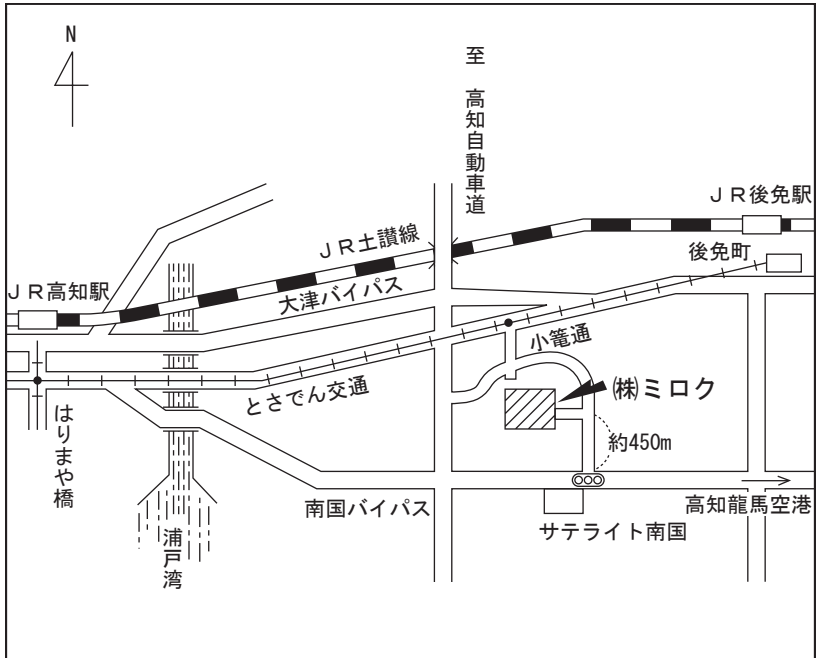 N
至 高知自動車道
JR後免駅
JR土讃線
後免町
JR高知駅
大津バイパス
小篭通
とさでん交通
㈱ミロク
はりまや橋
約450m
南国バイパス
高知龍馬空港
サテライト南国
浦戸湾